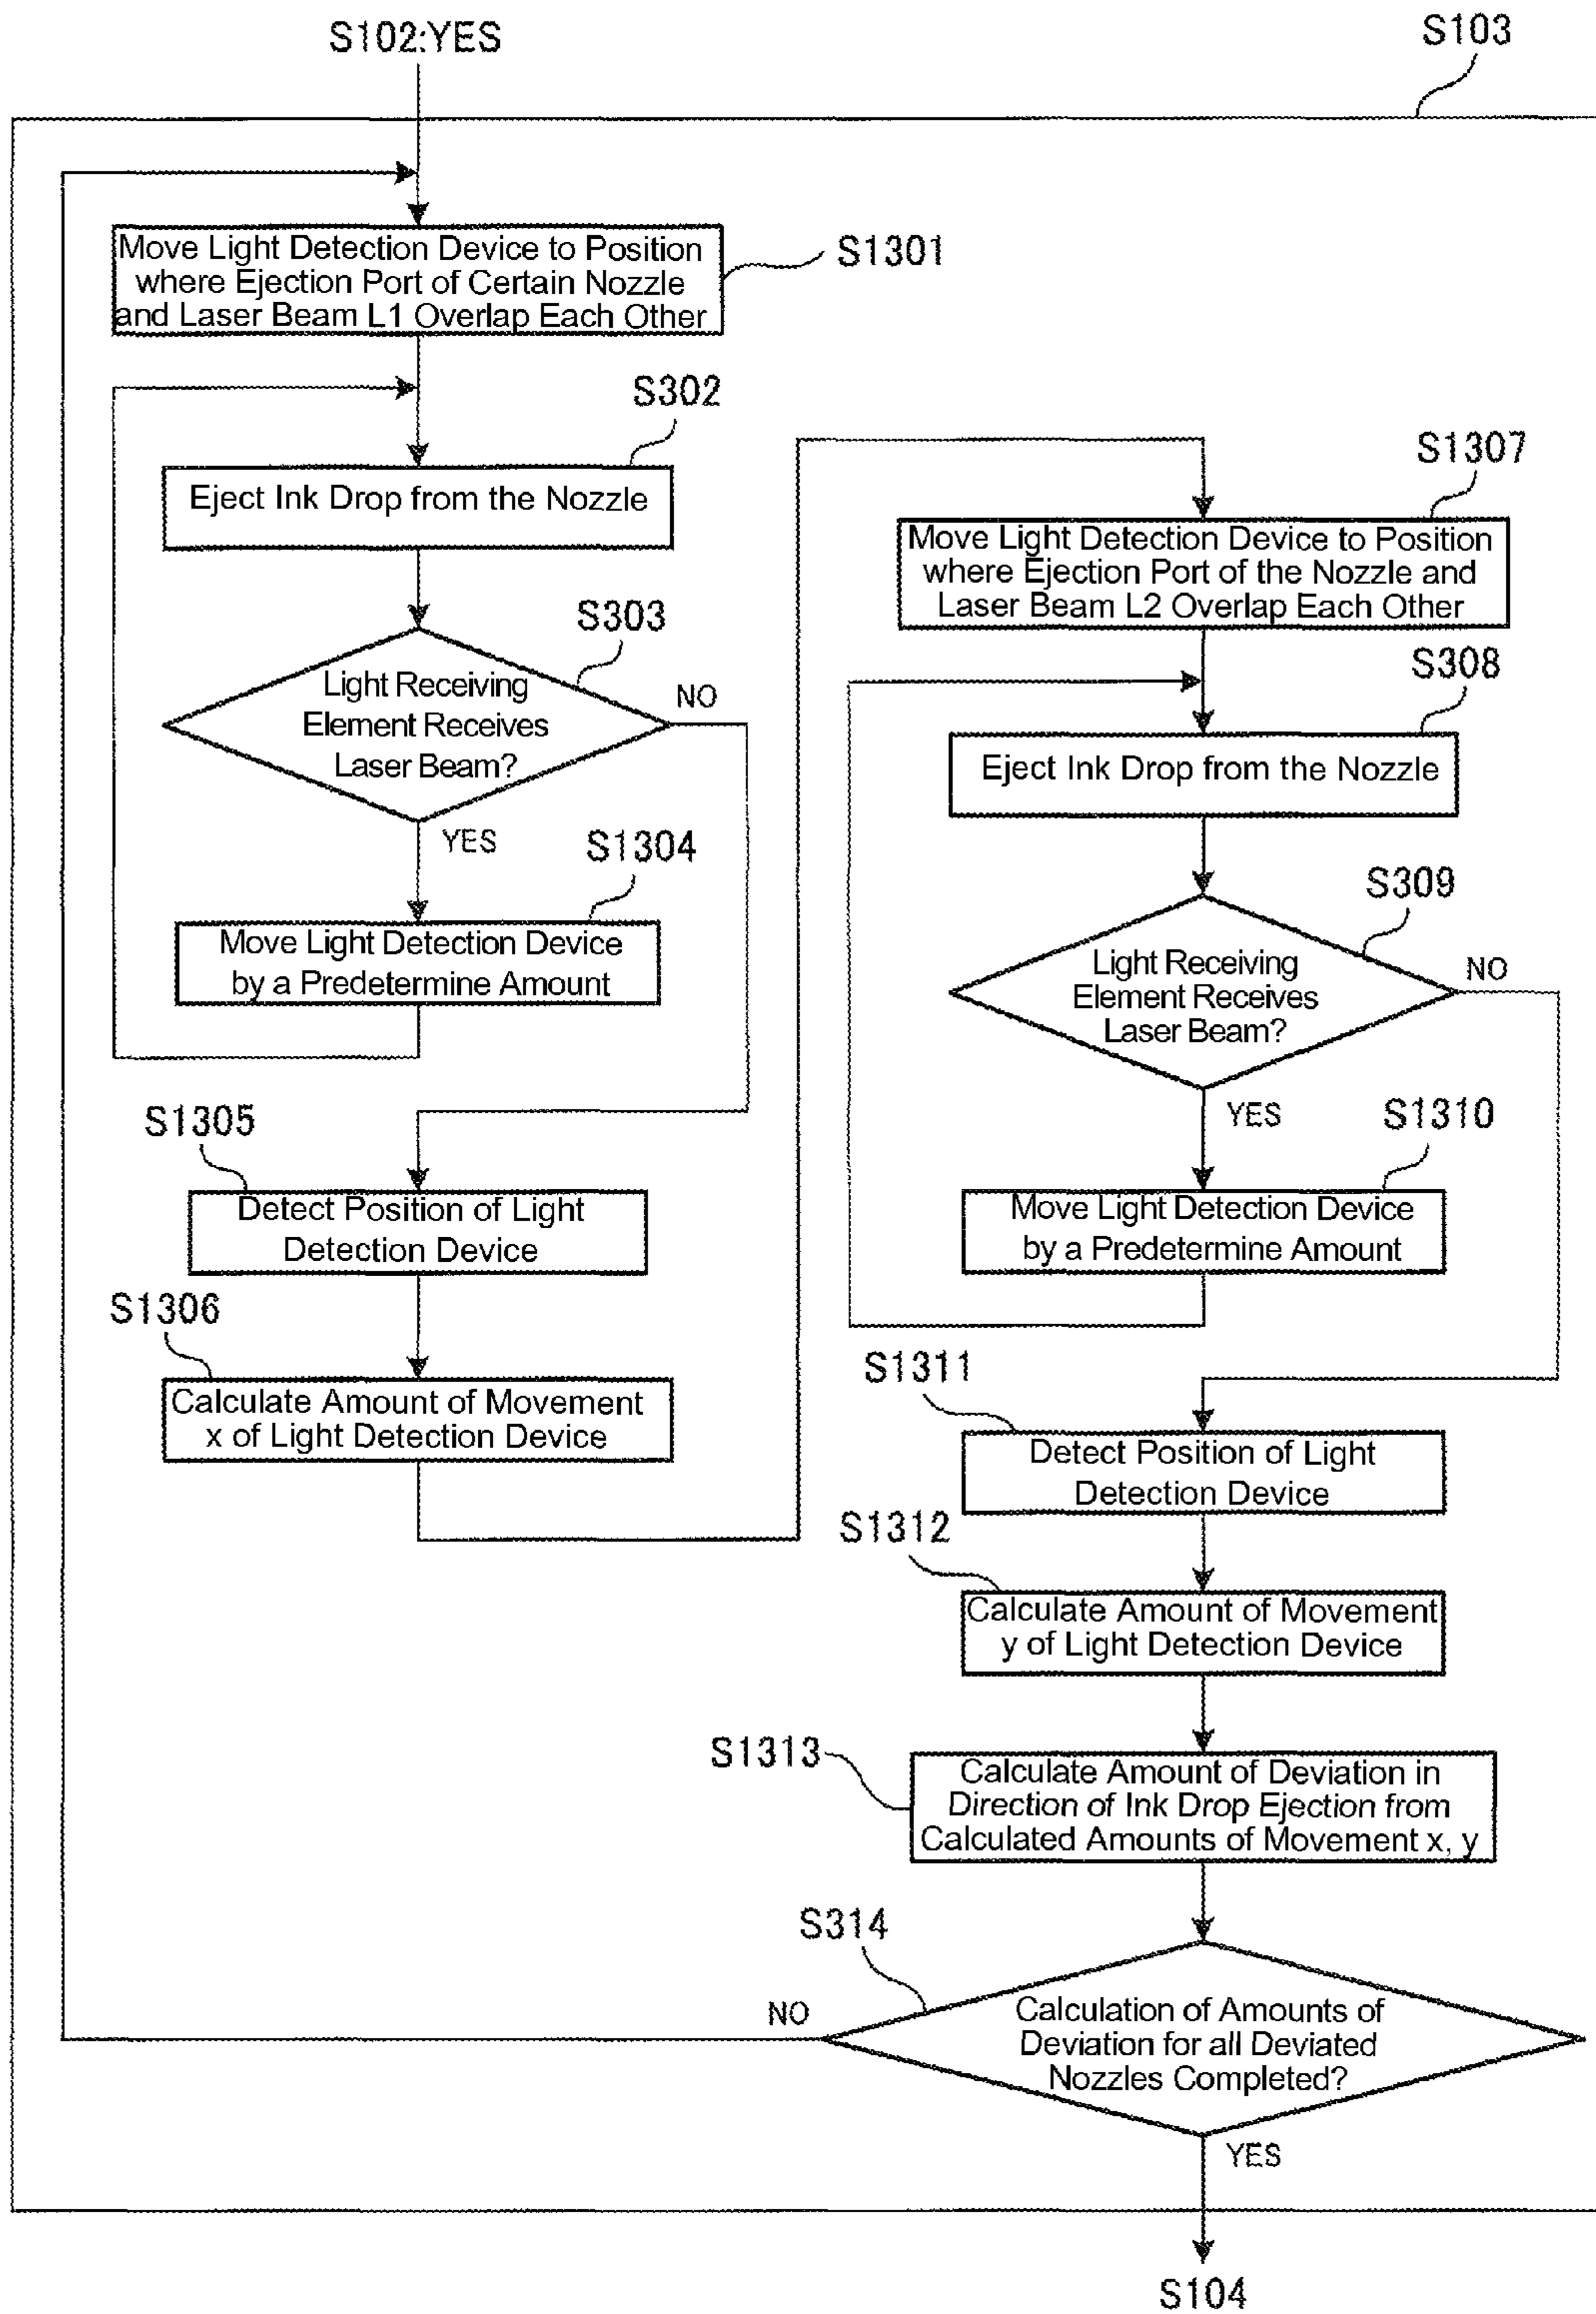 S102:YES
S103
Move Light Detection Device to Position
where Ejection Port of Certain Nozzle
and Laser Beam L1 Overlap Each Other
S1301
S302
Eject Ink Drop from the Nozzle
S303
Light Receiving
Element Receives
Laser Beam?
NO
YES
S1304
Move Light Detection Device
by a Predetermine Amount
S1305
Detect Position of Light
Detection Device
S1306
Calculate Amount of Movement
x of Light Detection Device
S1307
Move Light Detection Device to Position
where Ejection Port of the Nozzle and
Laser Beam L2 Overlap Each Other
S308
Eject Ink Drop from the Nozzle
S309
Light Receiving
Element Receives
Laser Beam?
NO
YES
S1310
Move Light Detection Device
by a Predetermine Amount
S1311
Detect Position of Light
Detection Device
S1312
Calculate Amount of Movement
y of Light Detection Device
S1313
Calculate Amount of Deviation in
Direction of Ink Drop Ejection from
Calculated Amounts of Movement x, y
S314
NO
Calculation of Amounts of
Deviation for all Deviated
Nozzles Completed?
YES
S104